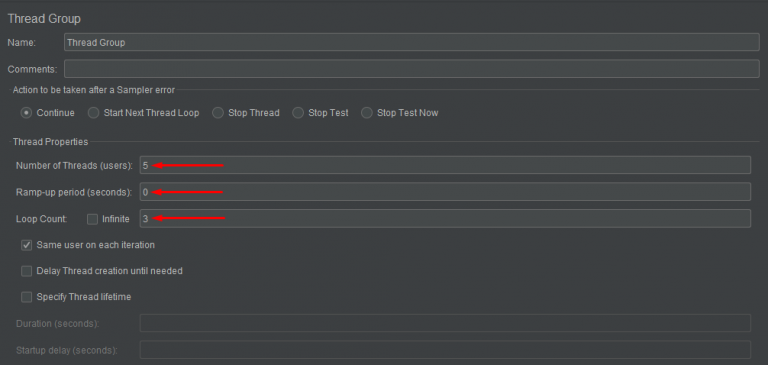 Thread Group
Name: Thread Group
Comments:
Action to be taken after a Sampler error
Continue Start Next Thread Loop Stop Thread Stop Test Stop Test Now
Thread Properties
Number of Threads (users): 5
Ramp-up period (seconds): 0
Loop Count: Infinite 3
Same user on each iteration
Delay Thread creation until needed
Specify Thread lifetime
Duration (seconds):
Startup delay (seconds):